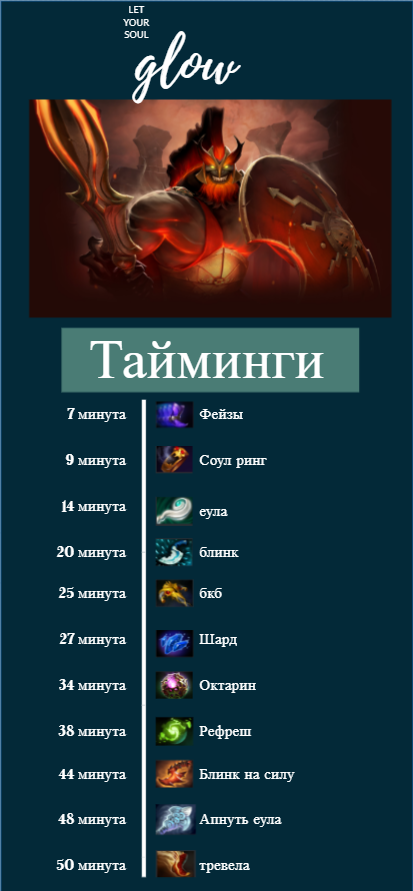 LET
YOUR
SOUL
glow
Тайминги
7 минута Фейзы
9 минута Соул ринг
14 минута еула
20 минута блинк
25 минута бкб
27 минута Шард
34 минута Октарин
38 минута Рефреш
44 минута Блинк на силу
48 минута Апнуть еула
50 минута тревела